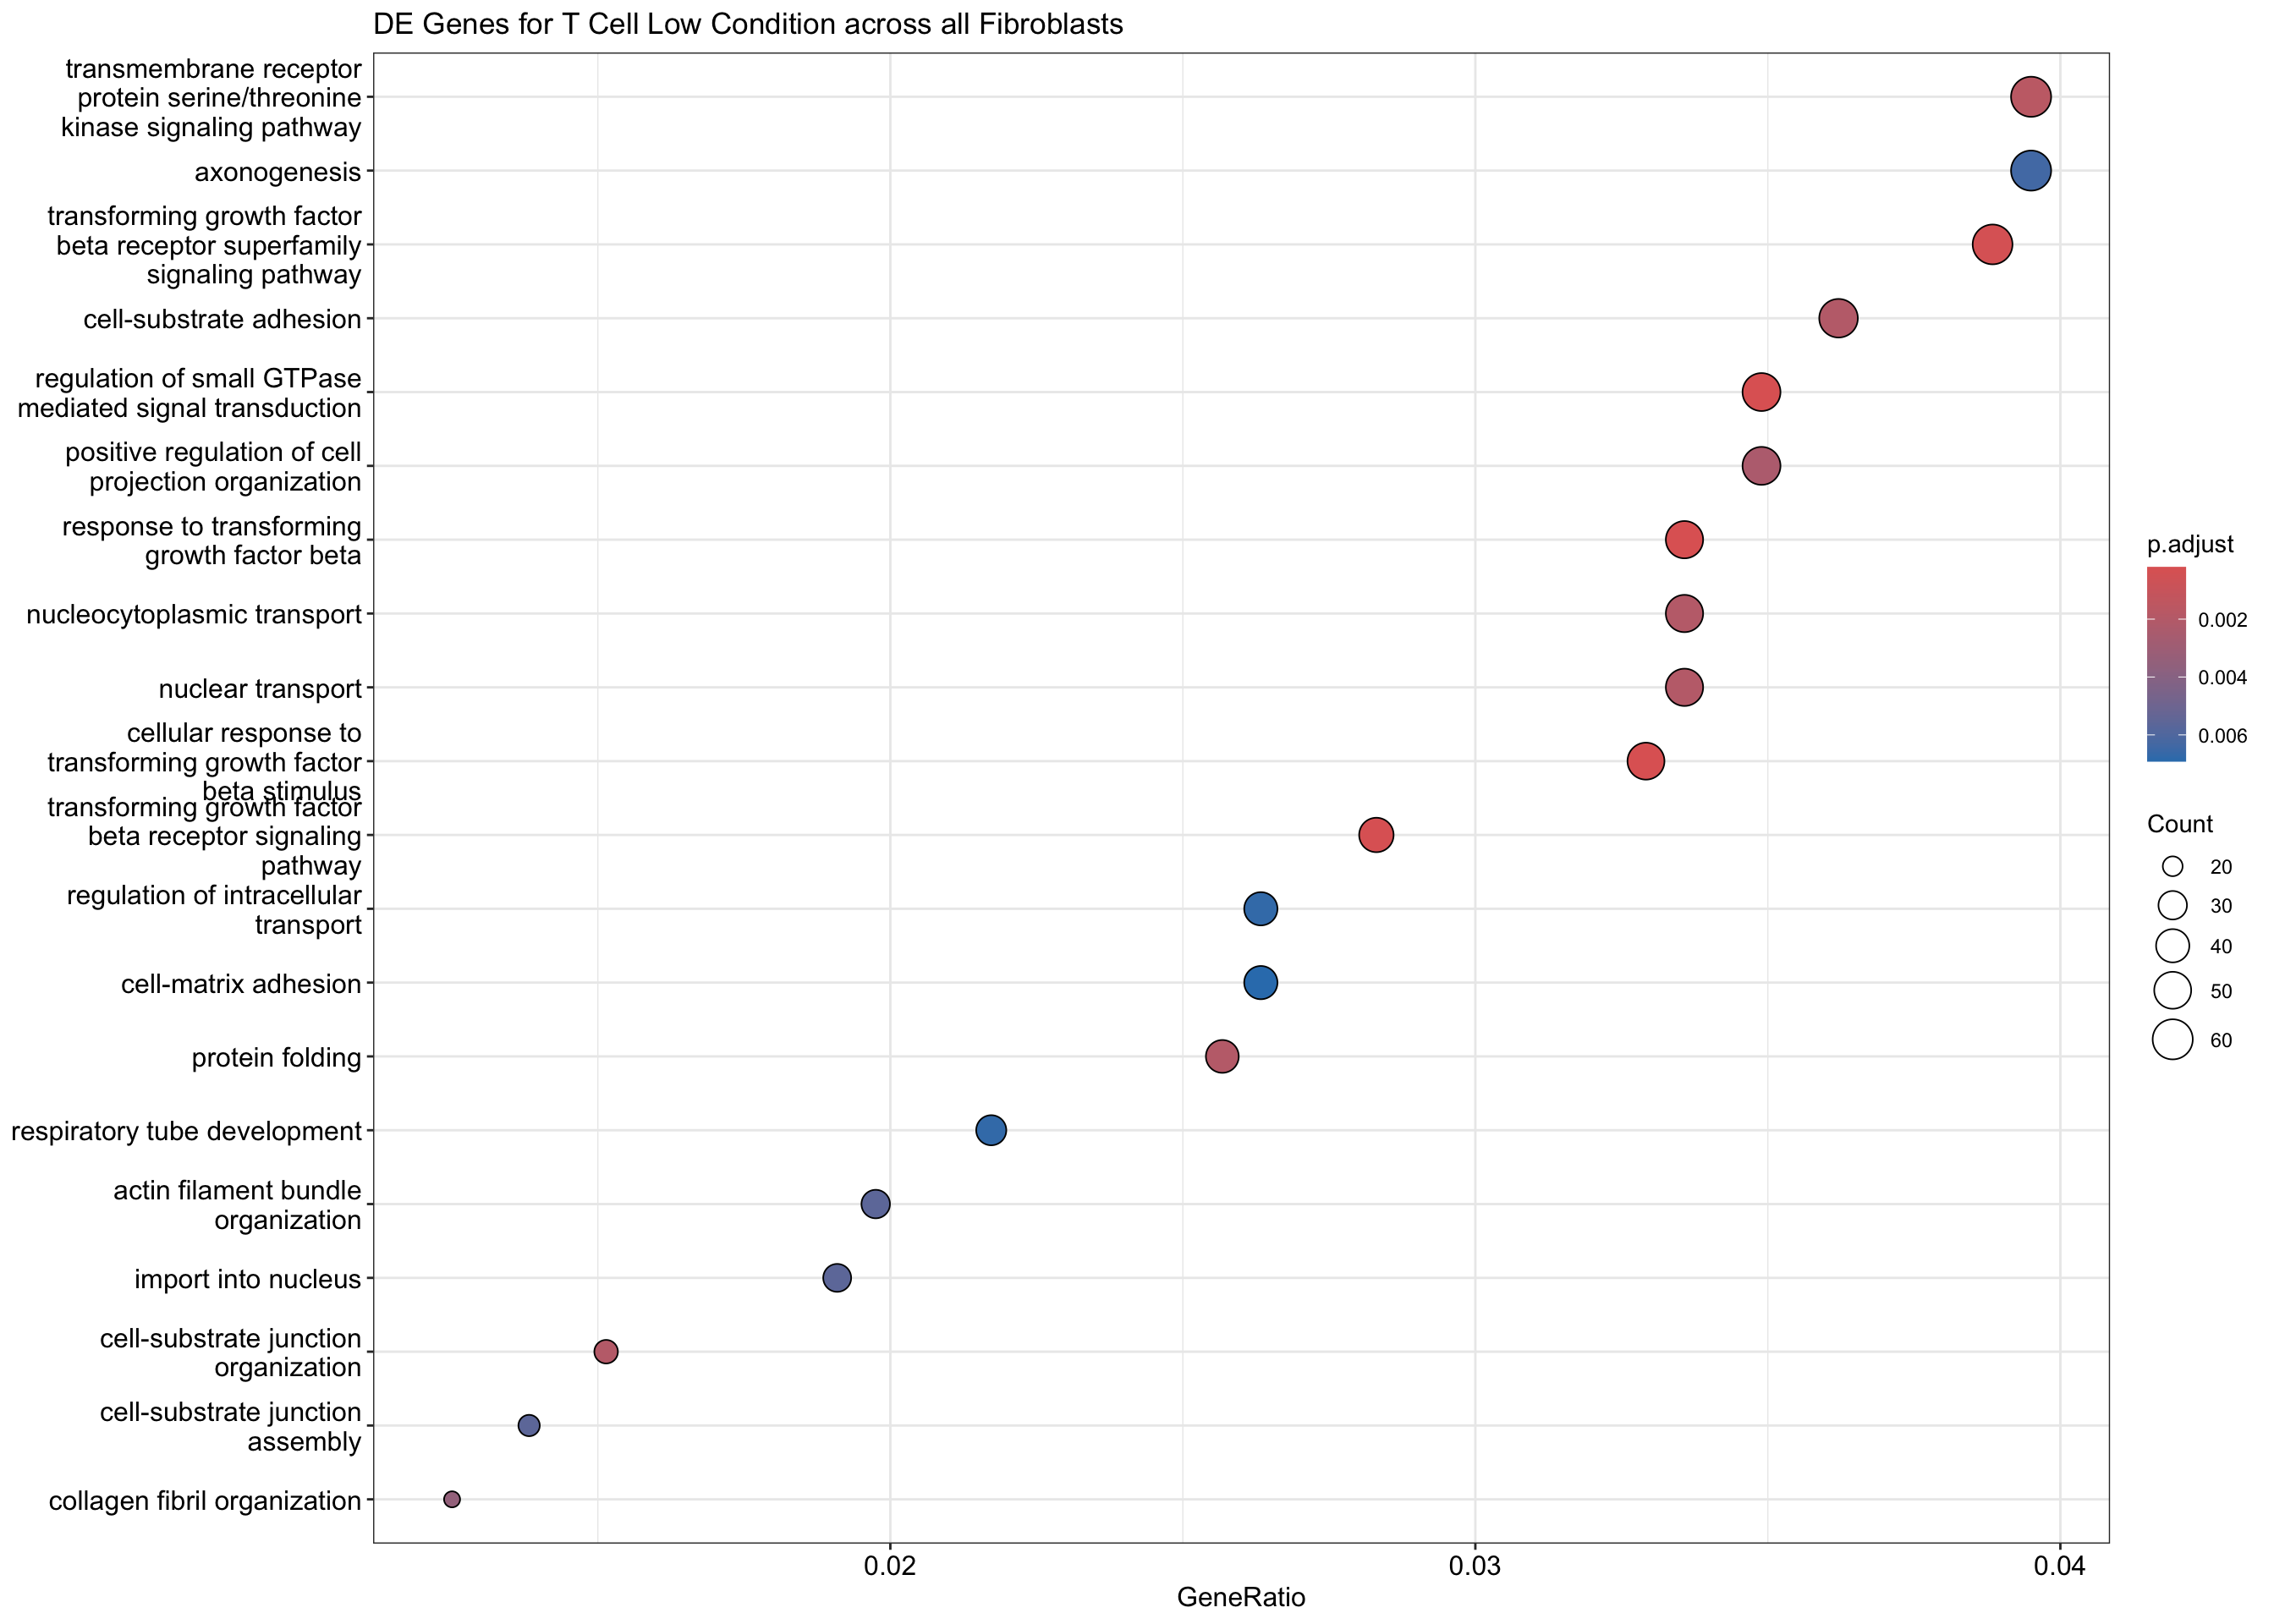 DE Genes for T Cell Low Condition across all Fibroblasts
transmembrane receptor
protein serine/threonine
kinase signaling pathway
axonogenesis
transforming growth factor
beta receptor superfamily
signaling pathway
cell-substrate adhesion
regulation of small GTPase
mediated signal transduction
positive regulation of cell
projection organization
response to transforming
growth factor beta
nucleocytoplasmic transport
nuclear transport
cellular response to
transforming growth factor
beta stimulus
transforming growth factor
beta receptor signaling
pathway
regulation of intracellular
transport
cell-matrix adhesion
protein folding
respiratory tube development
actin filament bundle
organization
import into nucleus
cell-substrate junction
organization
cell-substrate junction
assembly
collagen fibril organization
0.02
0.03
0.04
GeneRatio
p.adjust
0.002
0.004
0.006
Count
20
30
40
50
60